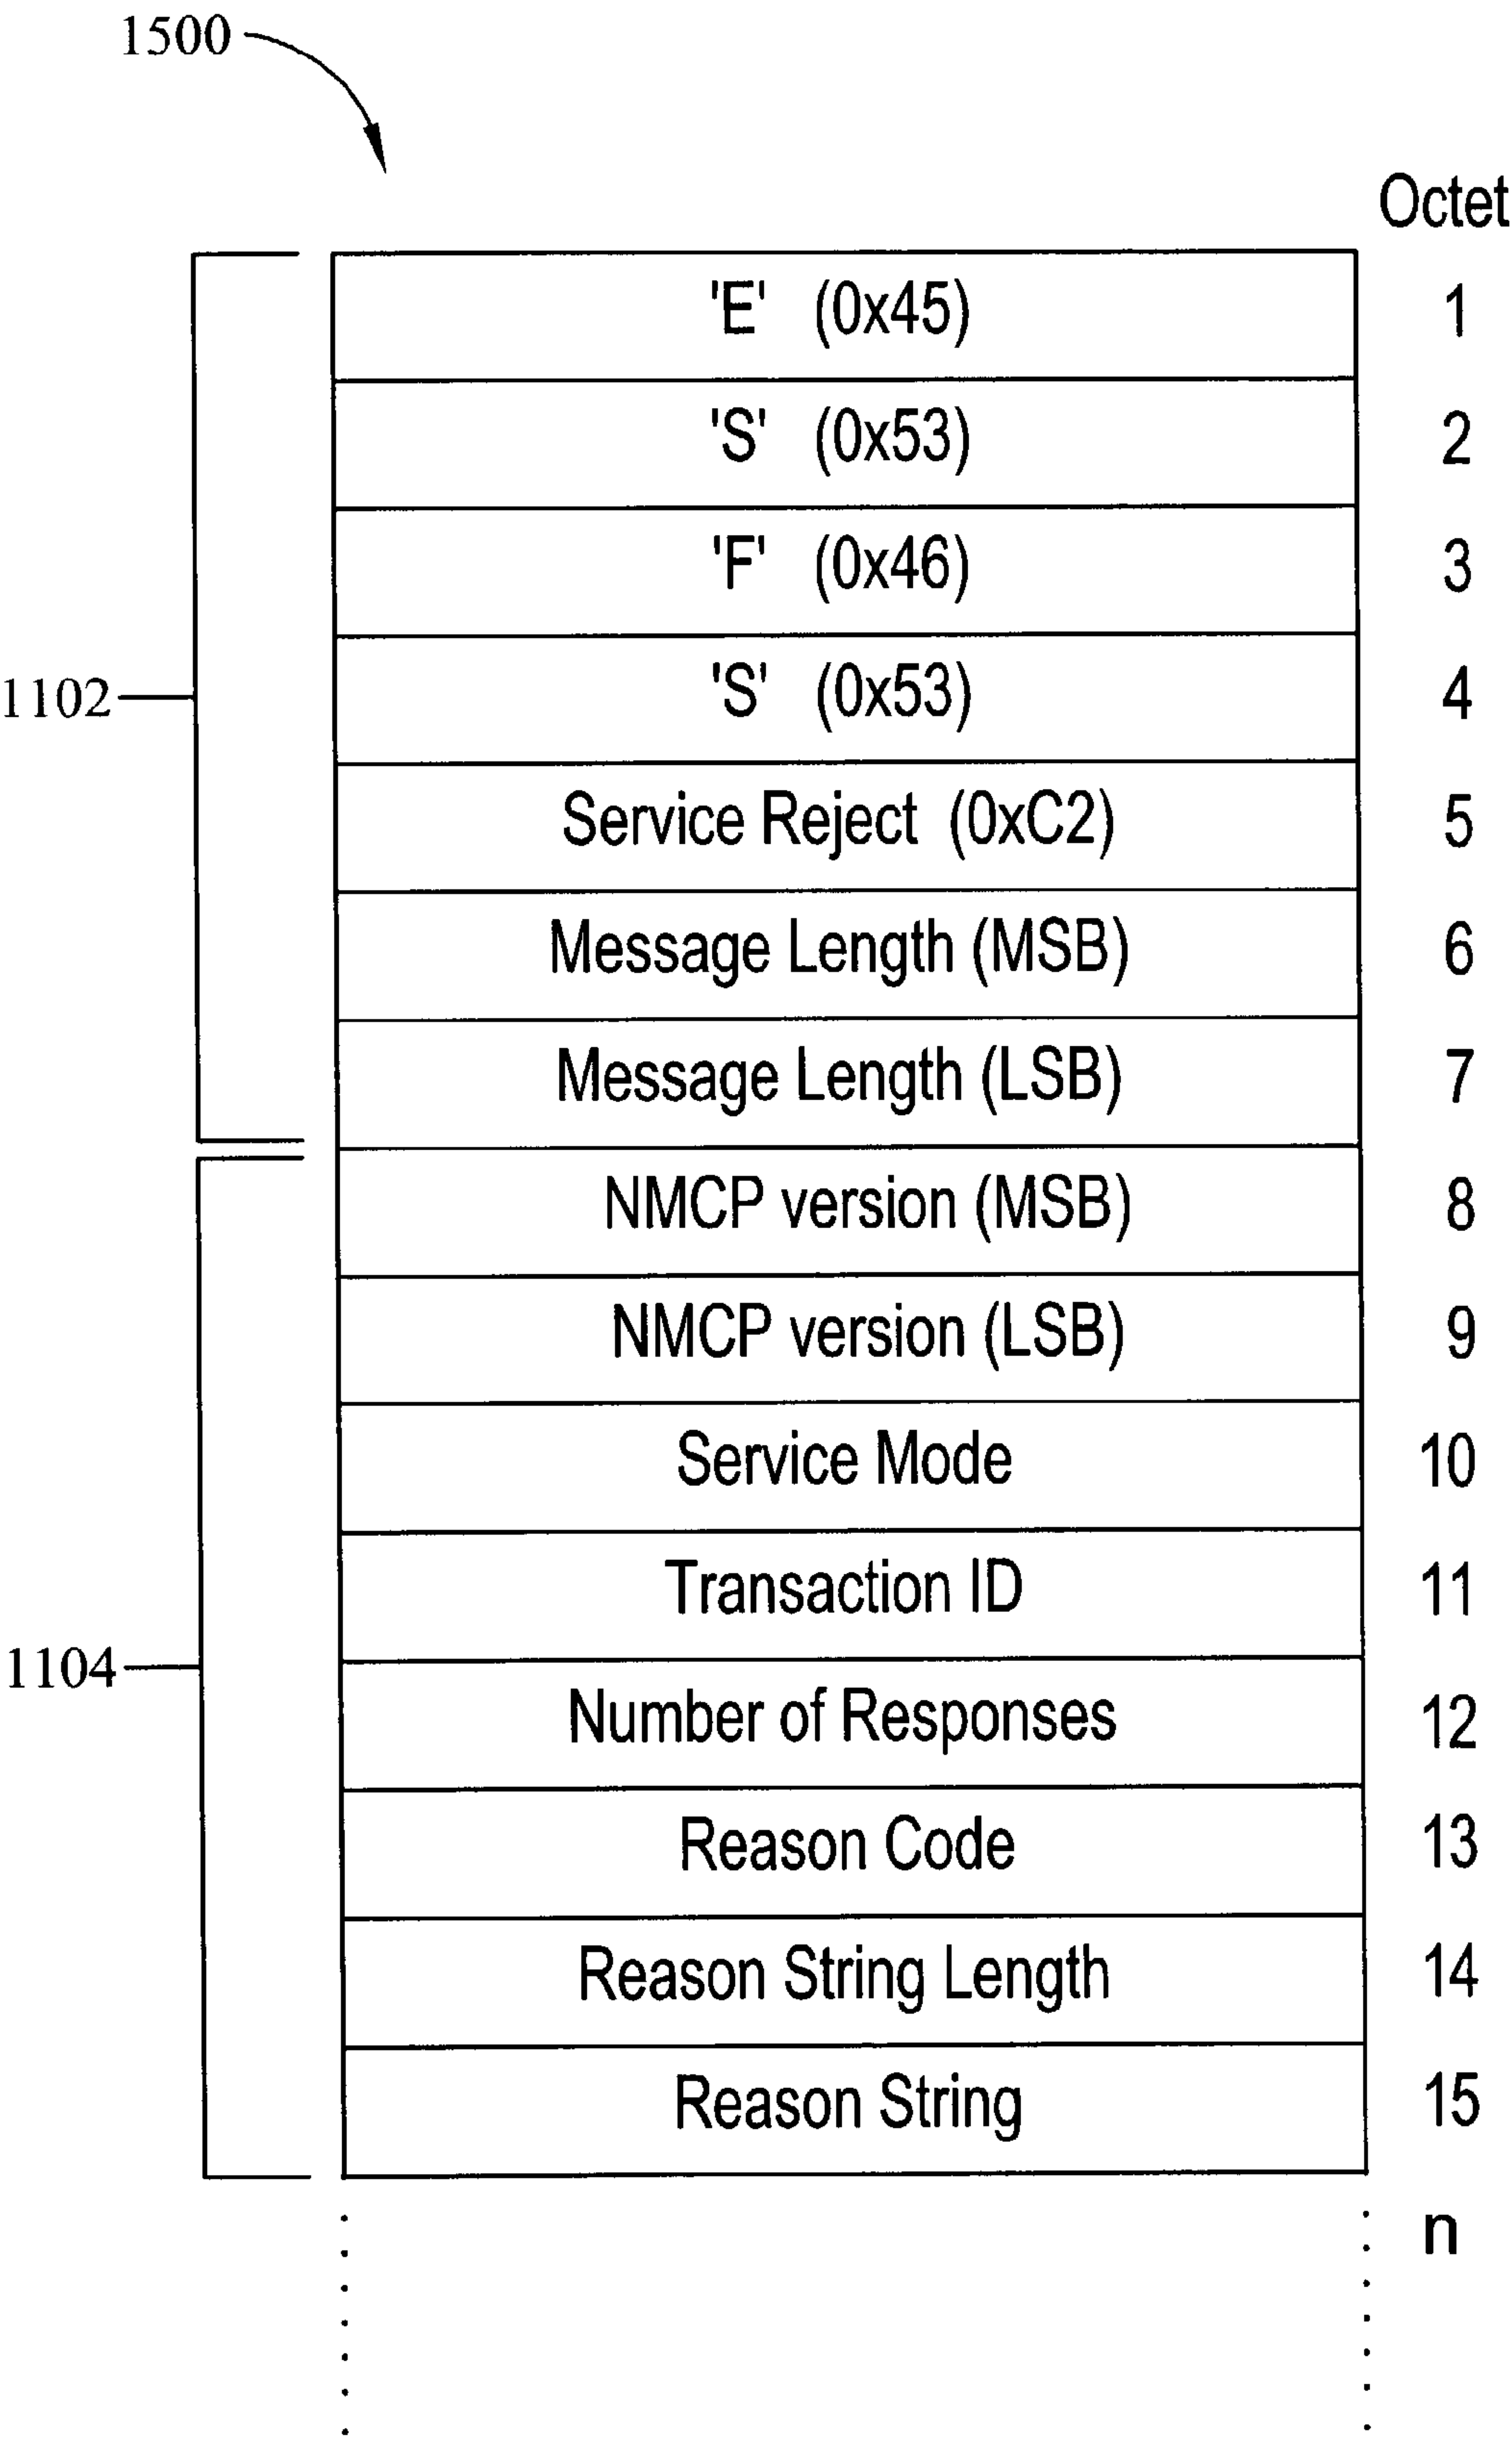 1500
Octet
'E' (0x45) 1
'S' (0x53) 2
'F' (0x46) 3
1102 'S' (0x53) 4
Service Reject (0xC2) 5
Message Length (MSB) 6
Message Length (LSB) 7
NMCP version (MSB) 8
NMCP version (LSB) 9
Service Mode 10
Transaction ID 11
1104 Number of Responses 12
Reason Code 13
Reason String Length 14
Reason String 15
n